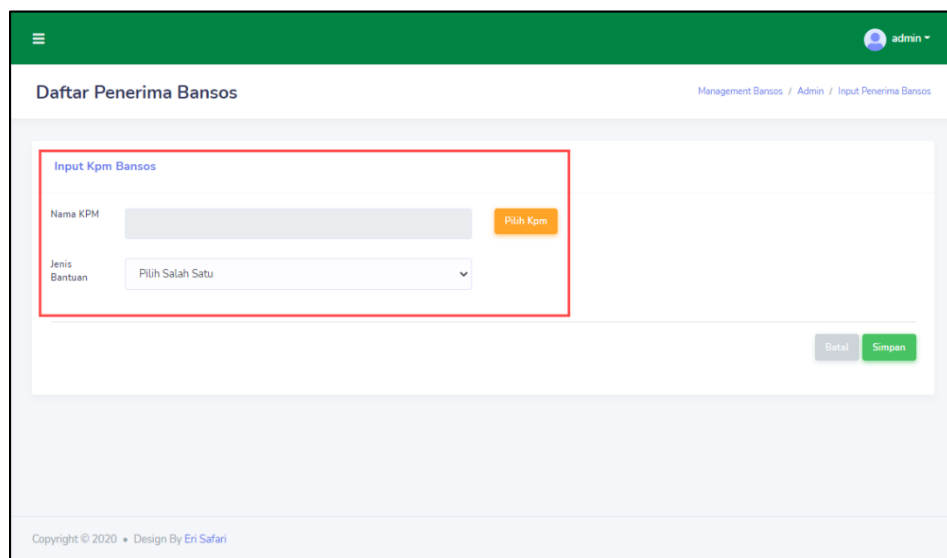 admin
Daftar Penerima Bansos
Management Bansos / Admin / Input Penerima Bansos
Input Kpm Bansos
Nama KPM
Pilih Kpm
Jenis
Bantuan
Pilih Salah Satu
Batal
Simpan
Copyright © 2020 • Design By Eri Safari